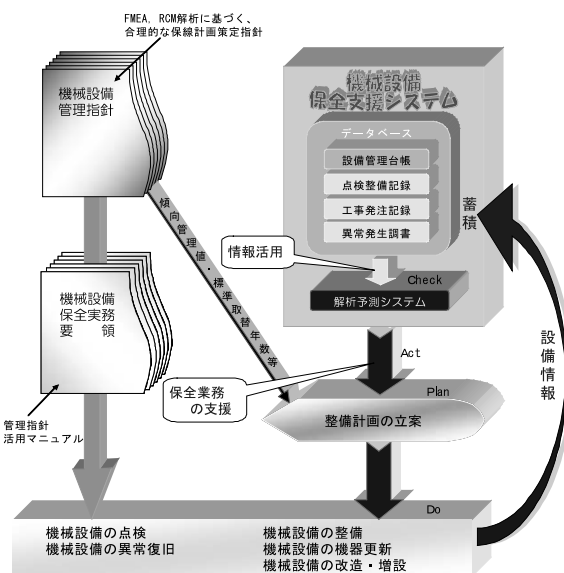 FMEA, RCM解析に基づく、
合理的な保線計画策定指針
機械設備
管理指針
機械設備
保全支援システム
データベース
設備管理台帳
点検整備記録
工事発注記録
異常発生調書
蓄積
傾向管理値・標準取替年数等
情報活用
Check
解析予測システム
機械設備
保全実務
要　領
Act
設備情報
保全業務
の支援
Plan
整備計画の立案
管理指針
活用マニュアル
Do
機械設備の点検
機械設備の異常復旧
機械設備の整備
機械設備の機器更新
機械設備の改造・増設